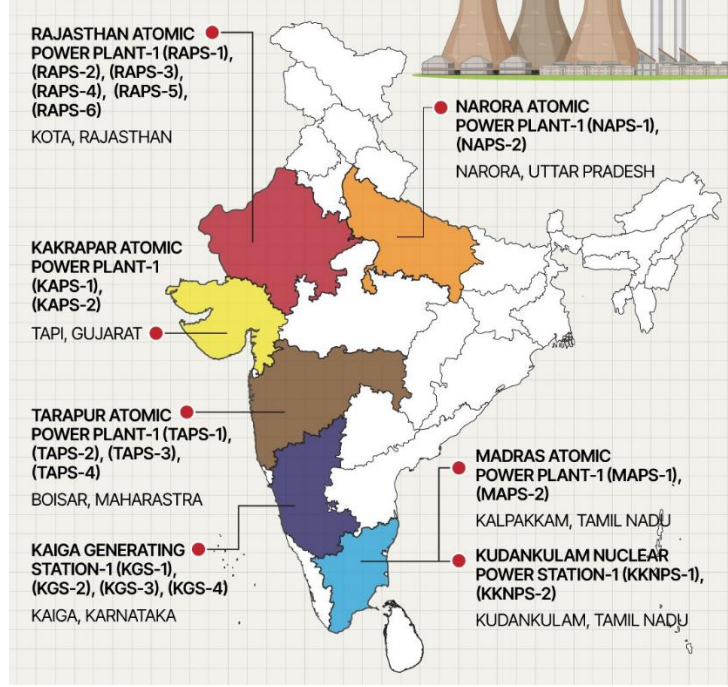 RAJASTHAN ATOMIC
POWER PLANT-1 (RAPS-1),
(RAPS-2), (RAPS-3),
(RAPS-4), (RAPS-5),
(RAPS-6)
KOTA, RAJASTHAN
NARORA ATOMIC
POWER PLANT-1 (NAPS-1),
(NAPS-2)
NARORA, UTTAR PRADESH
KAKRAPAR ATOMIC
POWER PLANT-1
(KAPS-1),
(KAPS-2)
TAPI, GUJARAT
TARAPUR ATOMIC
POWER PLANT-1 (TAPS-1),
(TAPS-2), (TAPS-3),
(TAPS-4)
BOISAR, MAHARASTRA
MADRAS ATOMIC
POWER PLANT-1 (MAPS-1),
(MAPS-2)
KALPAKKAM, TAMIL NADU
KAIGA GENERATING
STATION-1 (KGS-1),
(KGS-2), (KGS-3), (KGS-4)
KAIGA, KARNATAKA
KUDANKULAM NUCLEAR
POWER STATION-1 (KKNPS-1),
(KKNPS-2)
KUDANKULAM, TAMIL NADU